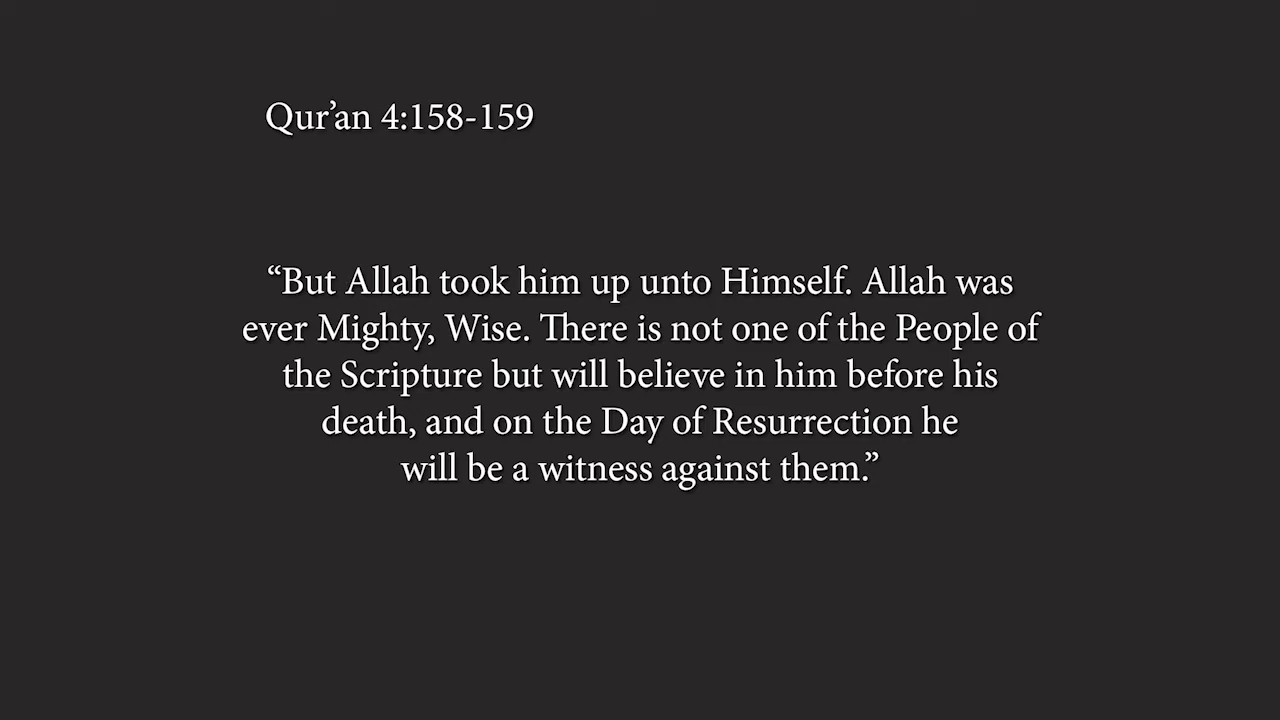 Qur’an 4:158-159
“But Allah took him up unto Himself. Allah was
ever Mighty, Wise. There is not one of the People of
the Scripture but will believe in him before his
death, and on the Day of Resurrection he
will be a witness against them.”